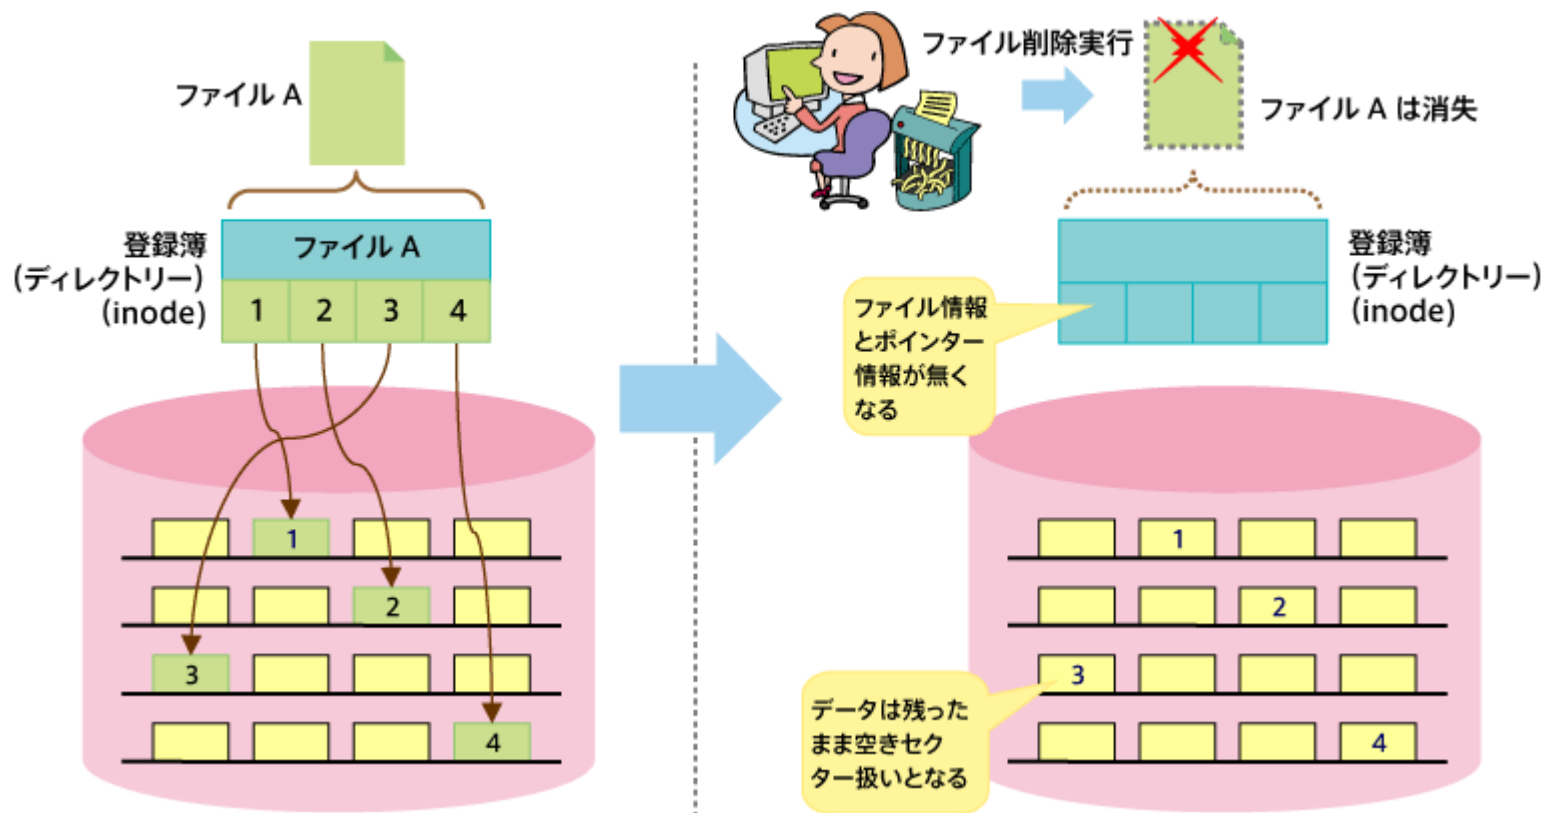 ファイル A
登録簿
(ディレクトリー)
(inode)
ファイル A
1 2 3 4
1
2
3
4
ファイル削除実行
ファイル A は消失
登録簿
(ディレクトリー)
(inode)
ファイル情報
とポインター
情報が無く
なる
1
2
3
4
データは残った
まま空きセク
ター扱いとなる